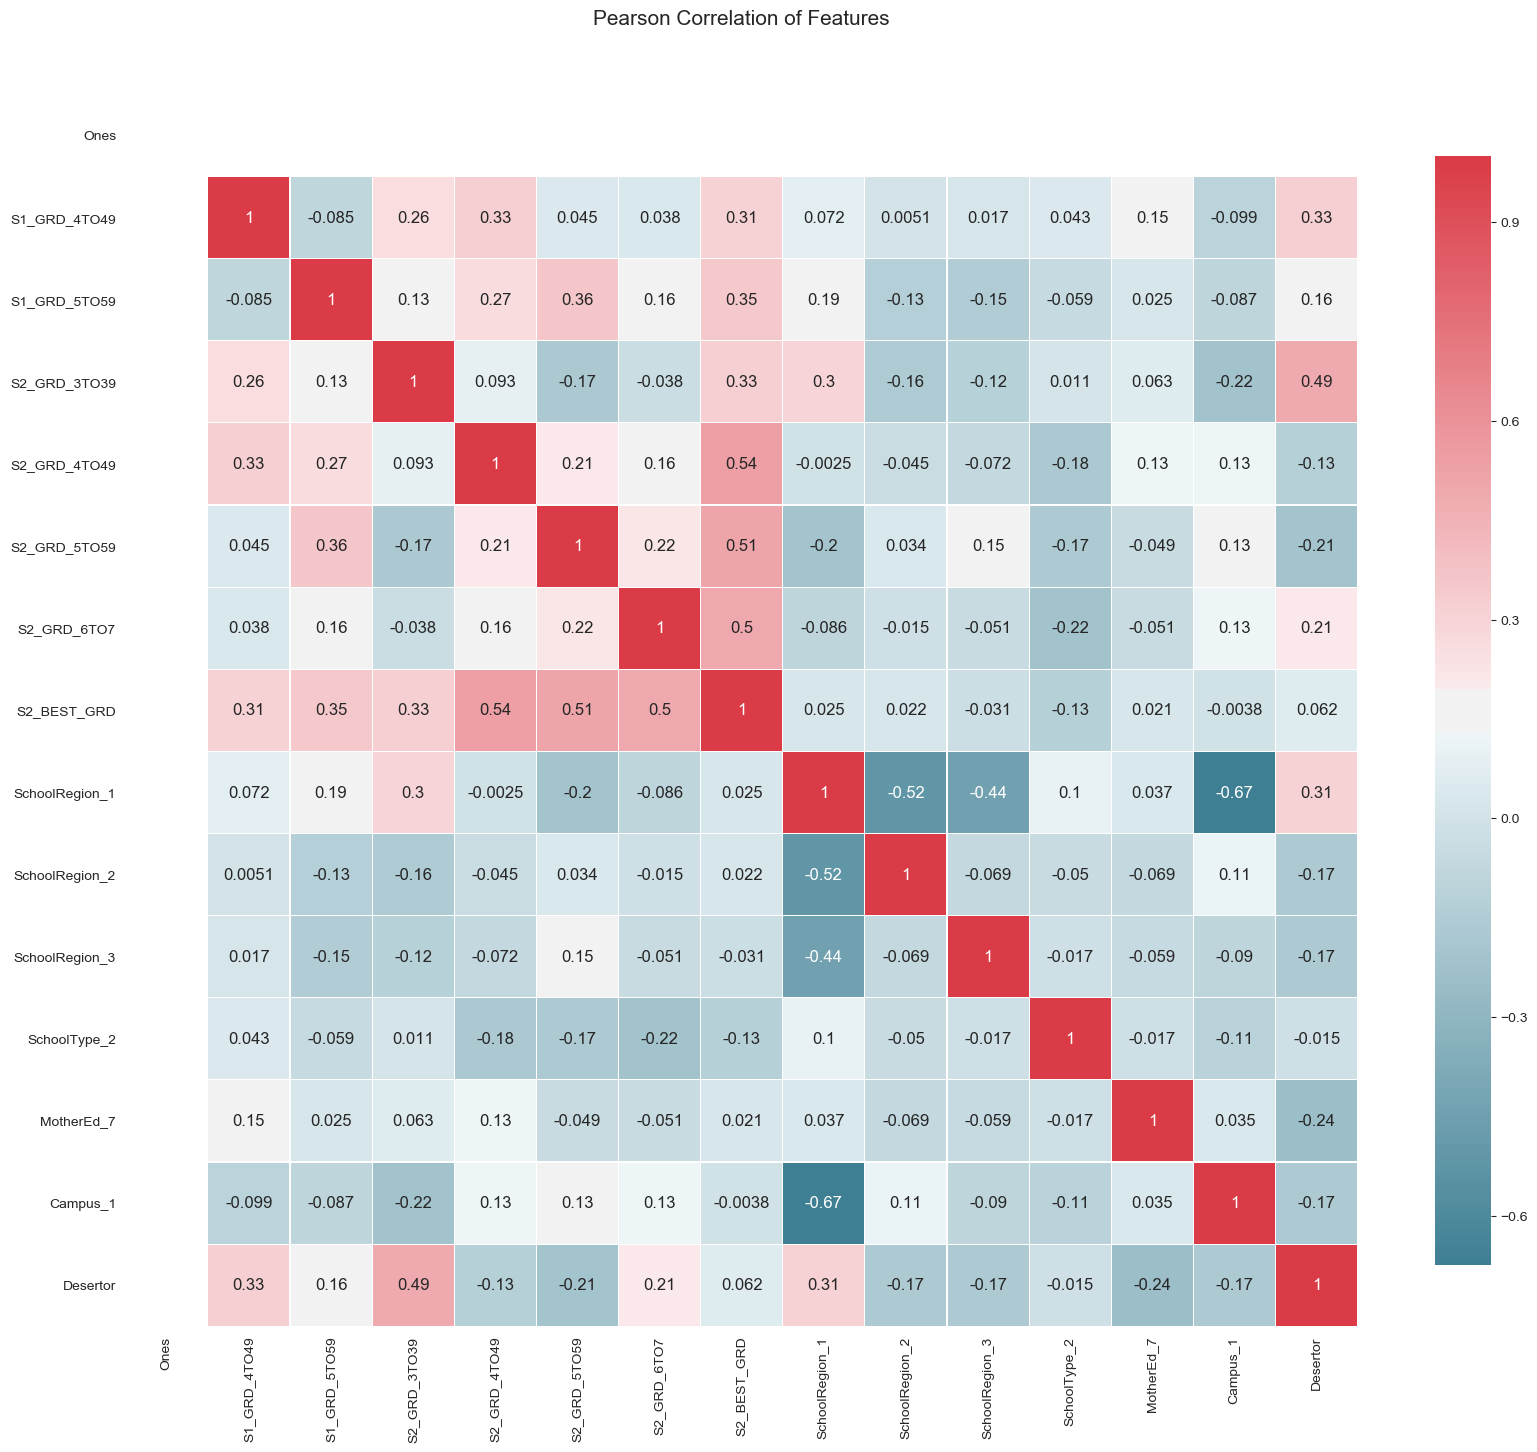 Pearson Correlation of Features
Ones
S1_GRD_4TO49 1 -0.085 0.26 0.33 0.045 0.038 0.31 0.072 0.0051 0.017 0.043 0.15 -0.099 0.33
0.9
S1_GRD_5TO59 -0.085 1 0.13 0.27 0.36 0.16 0.35 0.19 -0.13 -0.15 -0.059 0.025 -0.087 0.16
S2_GRD_3TO39 0.26 0.13 1 0.093 -0.17 -0.038 0.33 0.3 -0.16 -0.12 0.011 0.063 -0.22 0.49
0.6
S2_GRD_4TO49 0.33 0.27 0.093 1 0.21 0.16 0.54 -0.0025 -0.045 -0.072 -0.18 0.13 0.13 -0.13
S2_GRD_5TO59 0.045 0.36 -0.17 0.21 1 0.22 0.51 -0.2 0.034 0.15 -0.17 -0.049 0.13 -0.21
S2_GRD_6TO7 0.038 0.16 -0.038 0.16 0.22 1 0.5 -0.086 -0.015 -0.051 -0.22 -0.051 0.13 0.21
0.3
S2_BEST_GRD 0.31 0.35 0.33 0.54 0.51 0.5 1 0.025 0.022 -0.031 -0.13 0.021 -0.0038 0.062
SchoolRegion_1 0.072 0.19 0.3 -0.0025 -0.2 -0.086 0.025 1 -0.52 -0.44 0.1 0.037 -0.67 0.31
0.0
SchoolRegion_2 0.0051 -0.13 -0.16 -0.045 0.034 -0.015 0.022 -0.52 1 -0.069 -0.05 -0.069 0.11 -0.17
SchoolRegion_3 0.017 -0.15 -0.12 -0.072 0.15 -0.051 -0.031 -0.44 -0.069 1 -0.017 -0.059 -0.09 -0.17
−0.3
SchoolType_2 0.043 -0.059 0.011 -0.18 -0.17 -0.22 -0.13 0.1 -0.05 -0.017 1 -0.017 -0.11 -0.015
MotherEd_7 0.15 0.025 0.063 0.13 -0.049 -0.051 0.021 0.037 -0.069 -0.059 -0.017 1 0.035 -0.24
Campus_1 -0.099 -0.087 -0.22 0.13 0.13 0.13 -0.0038 -0.67 0.11 -0.09 -0.11 0.035 1 -0.17
−0.6
Desertor 0.33 0.16 0.49 -0.13 -0.21 0.21 0.062 0.31 -0.17 -0.17 -0.015 -0.24 -0.17 1
Ones
S1_GRD_4TO49
S1_GRD_5TO59
S2_GRD_3TO39
S2_GRD_4TO49
S2_GRD_5TO59
S2_GRD_6TO7
S2_BEST_GRD
SchoolRegion_1
SchoolRegion_2
SchoolRegion_3
SchoolType_2
MotherEd_7
Campus_1
Desertor